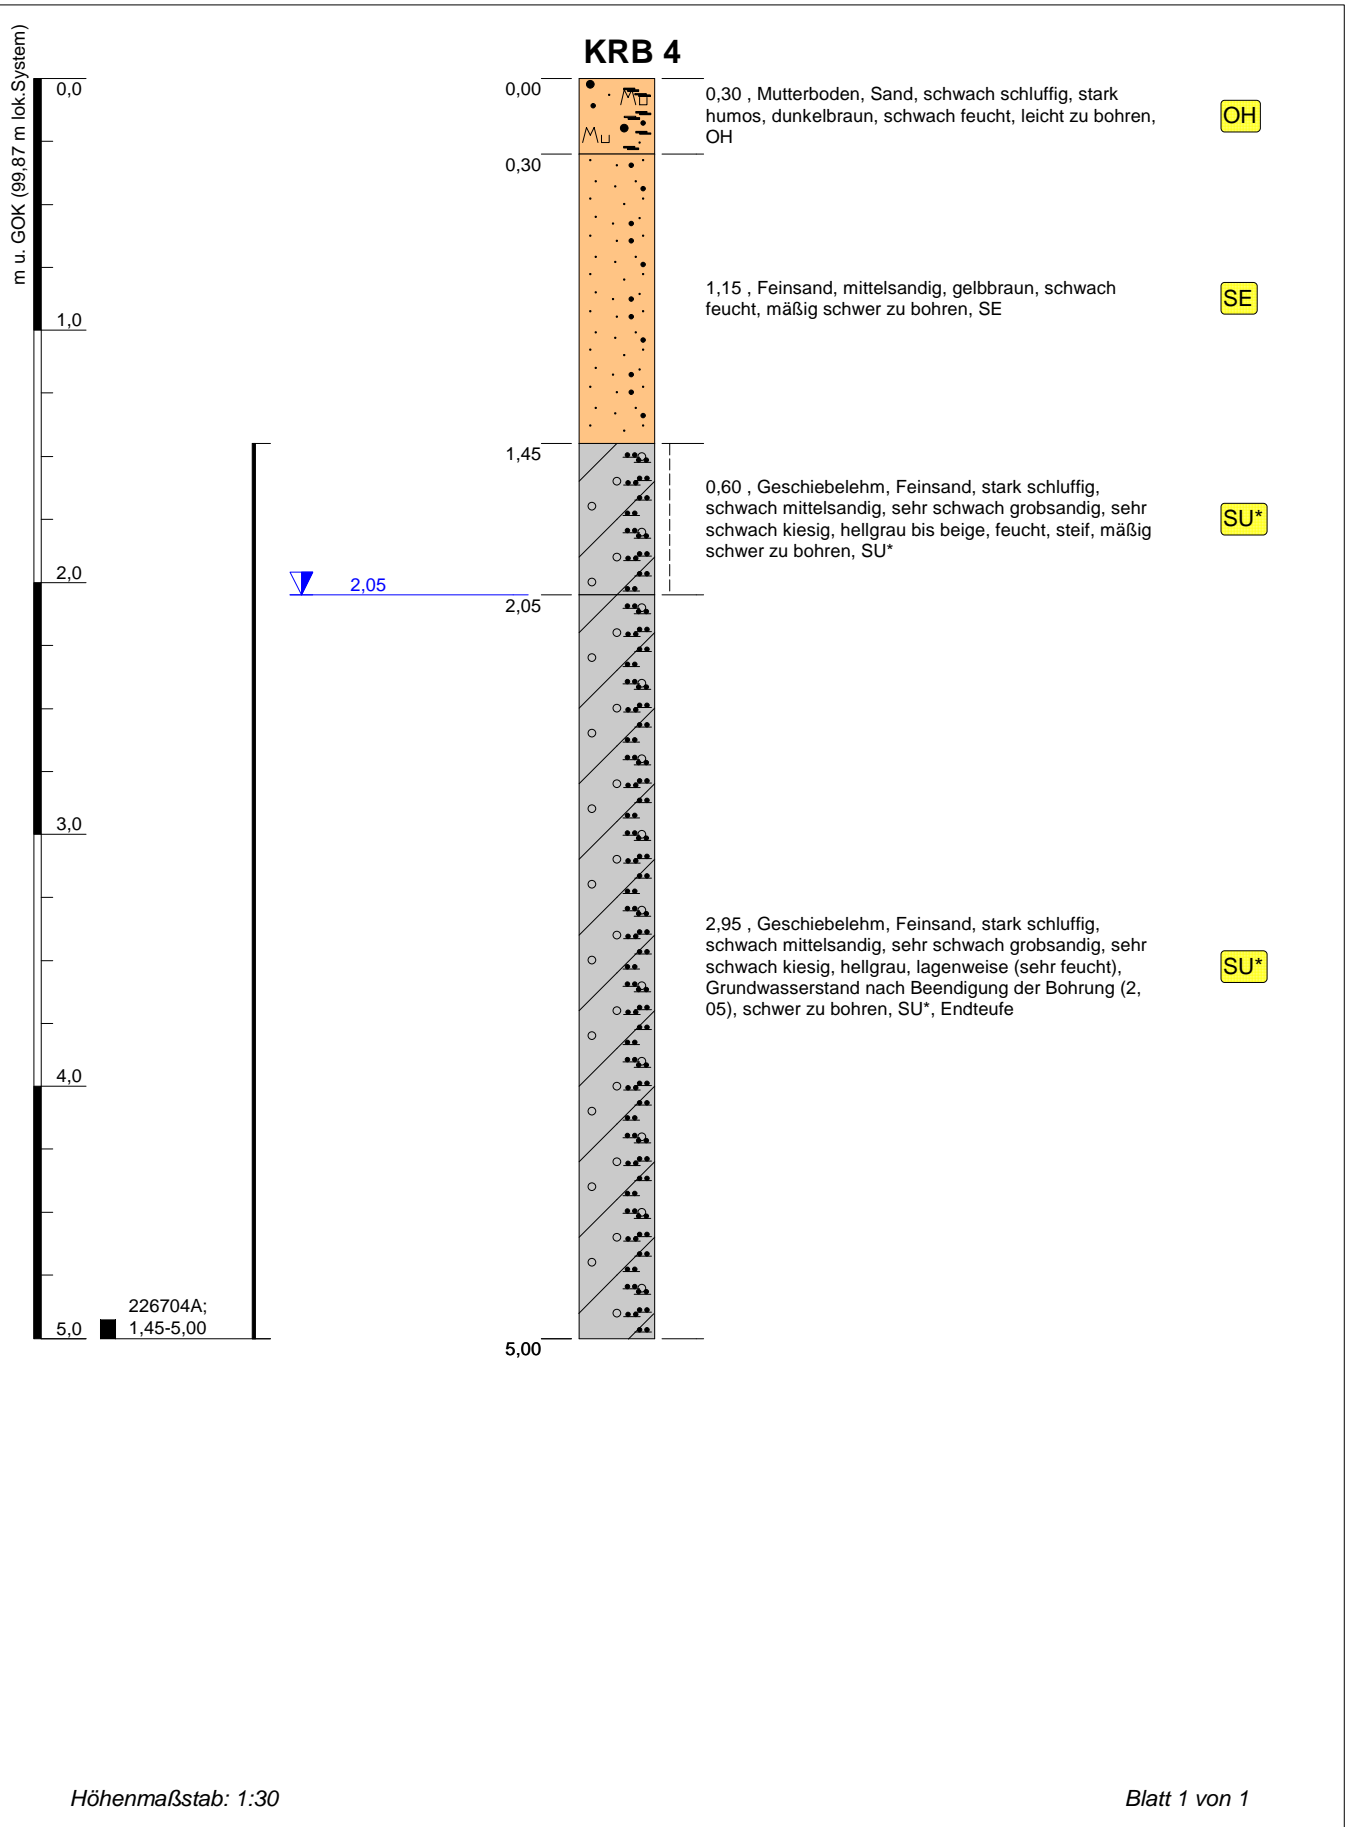 KRB 4
m u. GOK (99,87 m lok.System)
0,0
1,0
2,0
3,0
4,0
5,0
226704A;
1,45-5,00
2,05
0,00
0,30
1,45
2,05
5,00
Mu
Mu
0,30 , Mutterboden, Sand, schwach schluffig, stark
humos, dunkelbraun, schwach feucht, leicht zu bohren,
OH
OH
1,15 , Feinsand, mittelsandig, gelbbraun, schwach
feucht, mäßig schwer zu bohren, SE
SE
0,60 , Geschiebelehm, Feinsand, stark schluffig,
schwach mittelsandig, sehr schwach grobsandig, sehr
schwach kiesig, hellgrau bis beige, feucht, steif, mäßig
schwer zu bohren, SU*
SU*
2,95 , Geschiebelehm, Feinsand, stark schluffig,
schwach mittelsandig, sehr schwach grobsandig, sehr
schwach kiesig, hellgrau, lagenweise (sehr feucht),
Grundwasserstand nach Beendigung der Bohrung (2,
05), schwer zu bohren, SU*, Endteufe
SU*
Höhenmaßstab: 1:30
Blatt 1 von 1